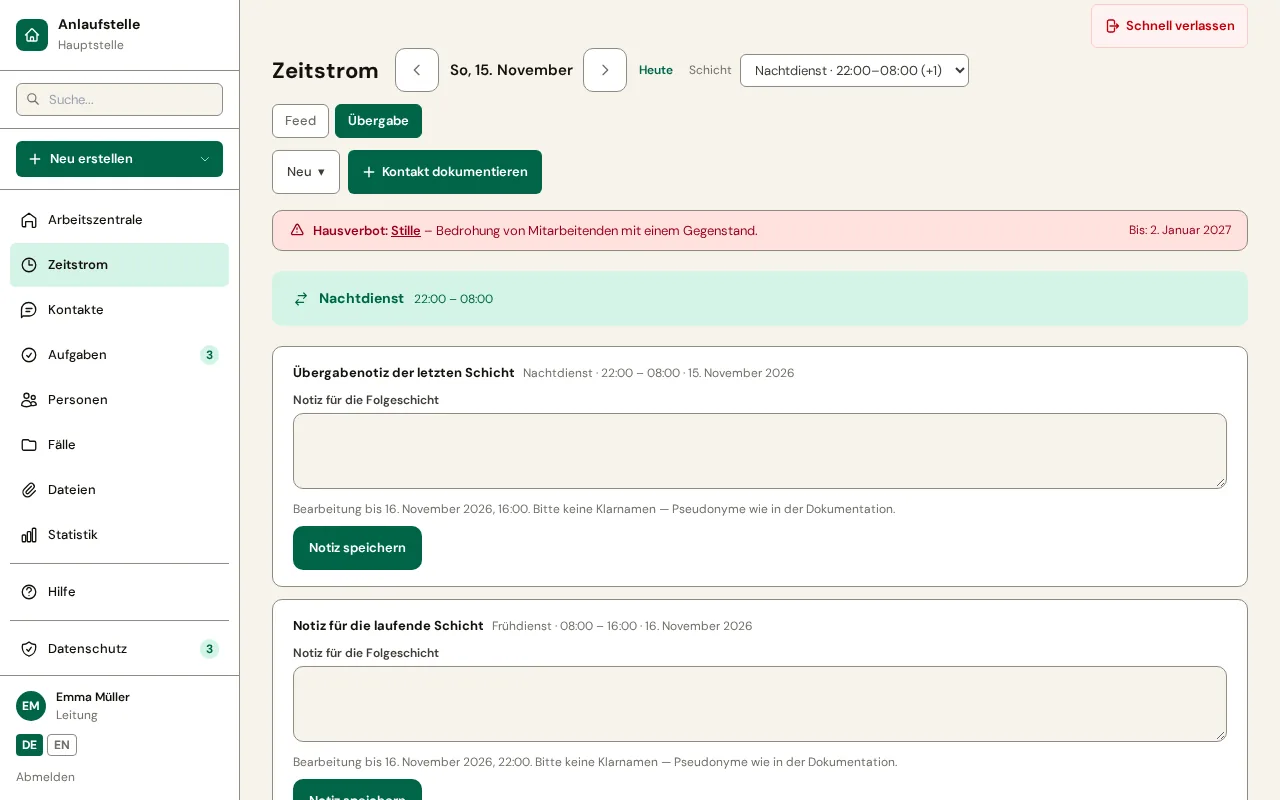 Anlaufstelle
Hauptstelle
Suche...
Neu erstellen
Arbeitszentrale
Zeitstrom
Kontakte
Aufgaben 3
Personen
Fälle
Dateien
Statistik
Hilfe
Datenschutz 3
EM Emma Müller
Leitung
DE EN
Abmelden
Schnell verlassen
Zeitstrom So, 15. November Heute Schicht Nachtdienst · 22:00–08:00 (+1)
Feed Übergabe
Neu ▾ Kontakt dokumentieren
Hausverbot: Stille – Bedrohung von Mitarbeitenden mit einem Gegenstand. Bis: 2. Januar 2027
Nachtdienst 22:00 – 08:00
Übergabenotiz der letzten Schicht Nachtdienst · 22:00 – 08:00 · 15. November 2026
Notiz für die Folgeschicht
Bearbeitung bis 16. November 2026, 16:00. Bitte keine Klarnamen — Pseudonyme wie in der Dokumentation.
Notiz speichern
Notiz für die laufende Schicht Frühdienst · 08:00 – 16:00 · 16. November 2026
Notiz für die Folgeschicht
Bearbeitung bis 16. November 2026, 22:00. Bitte keine Klarnamen — Pseudonyme wie in der Dokumentation.
Notiz speichern